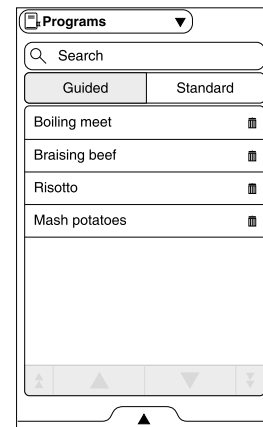 Programs
Search
Guided Standard
Boiling meet
Braising beef
Risotto
Mash potatoes